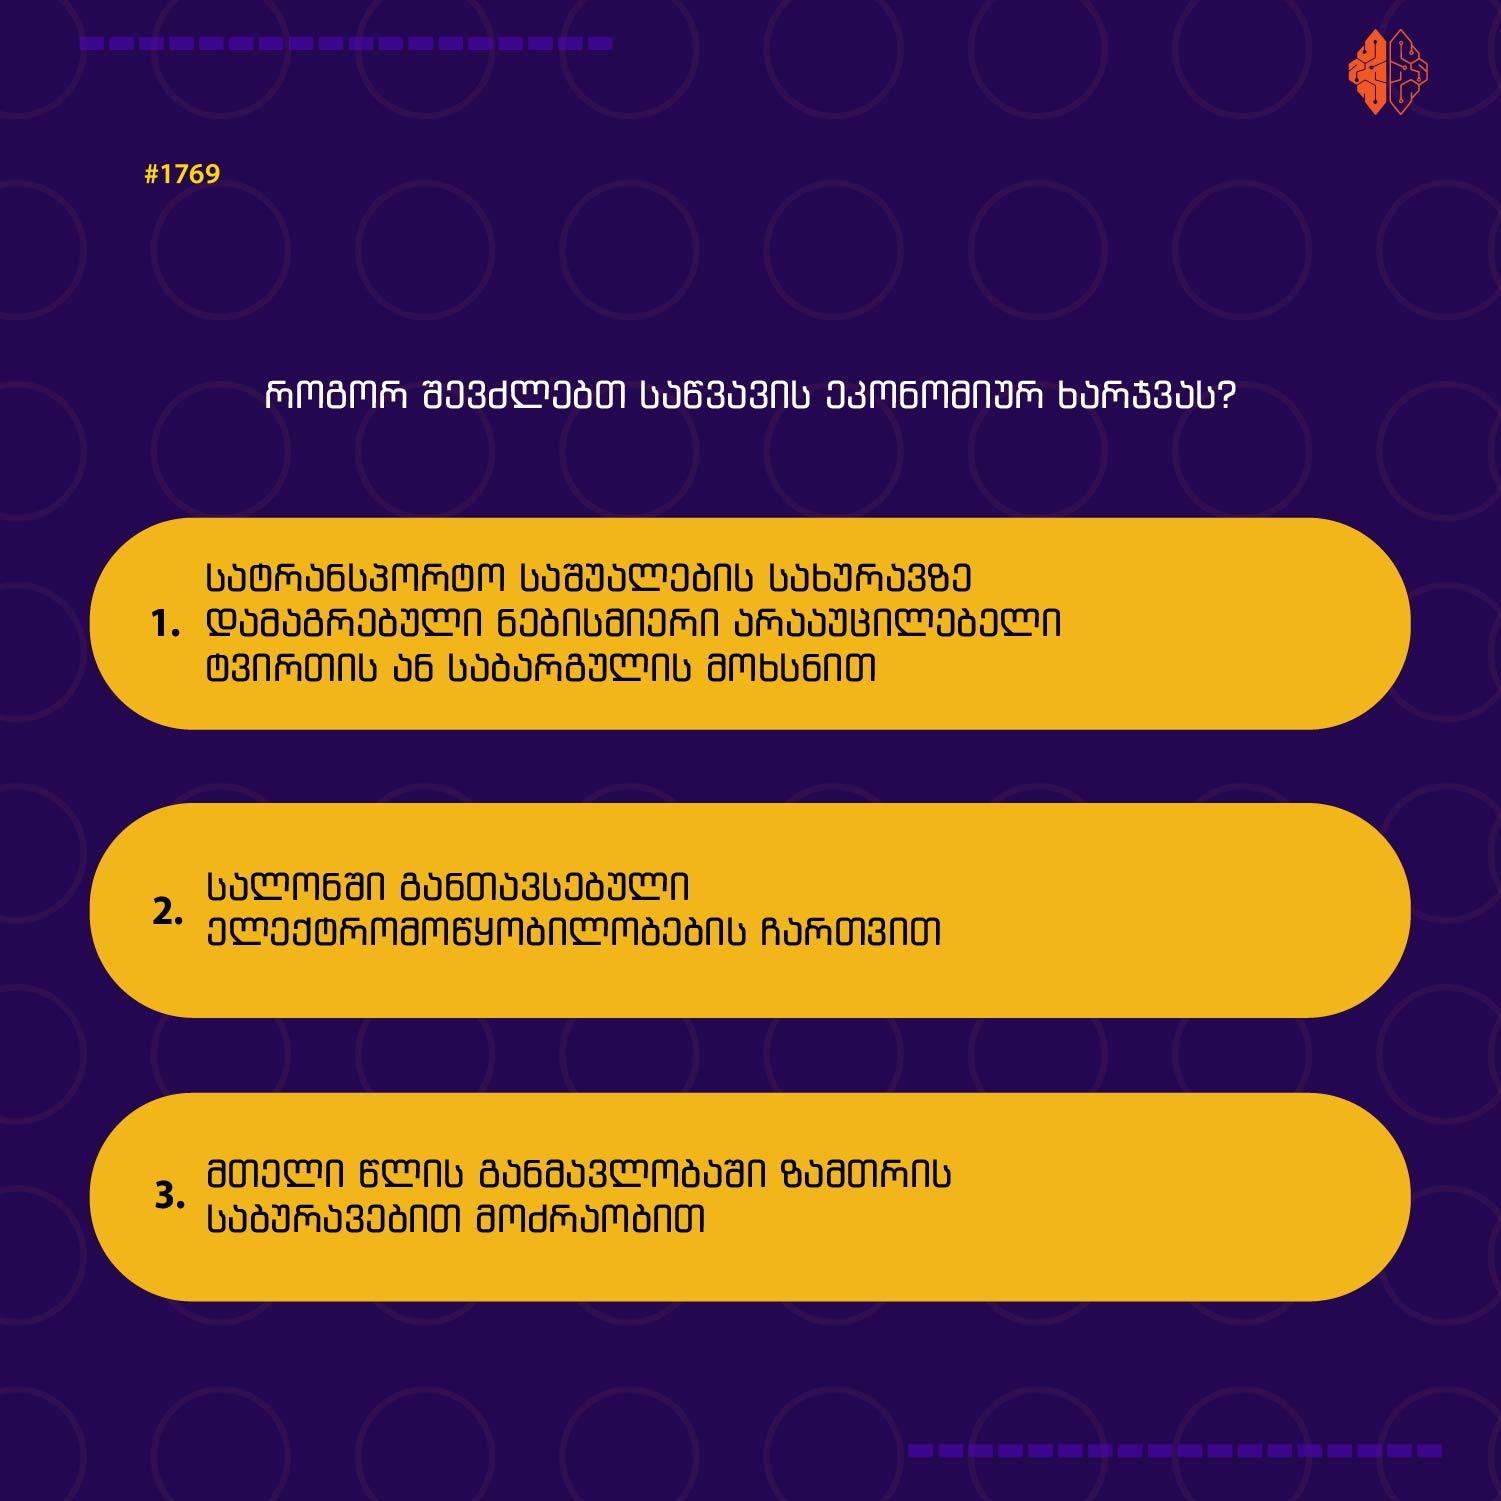 #1769
როგორ შევძლებთ საწვავის ეკონომიურ ხარჯვას?
1. სატრანსპორტო საშუალების სახურავზე
დამაგრებული ნებისმიერი არააუცილებელი
ტვირთის ან საბარგულის მოხსნით
2. სალონში განთავსებული
ელექტრომოწყობილობების ჩართვით
3. მთელი წლის განმავლობაში ზამთრის
საბურავებით მოძრაობით